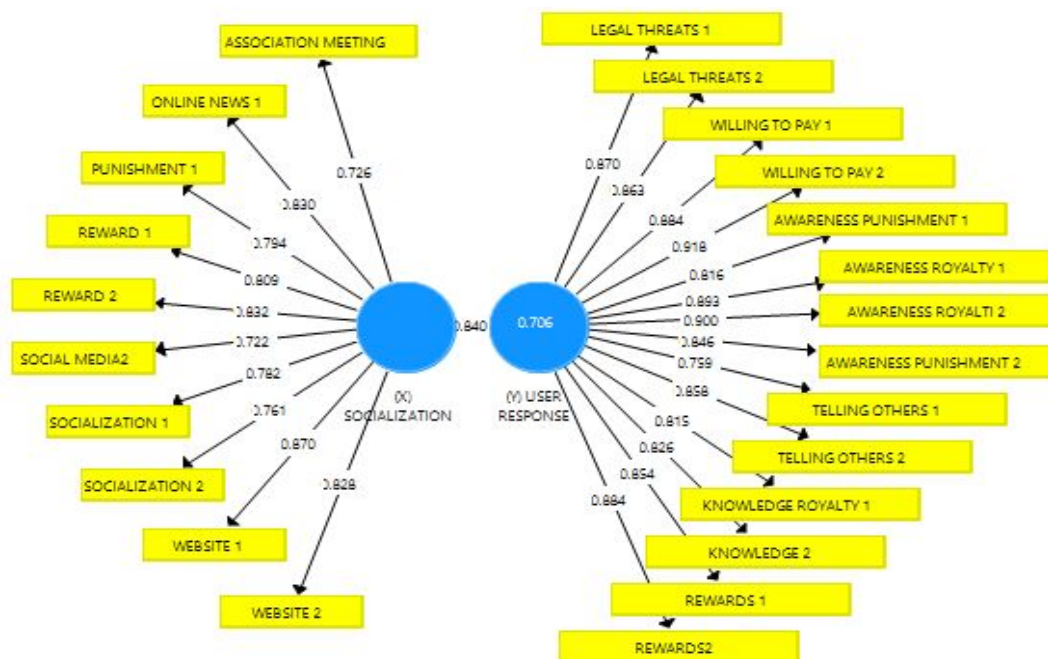 ASSOCIATION MEETING
ONLINE NEWS 1
PUNISHMENT 1
REWARD 1
REWARD 2
SOCIAL MEDIA2
SOCIALIZATION 1
SOCIALIZATION 2
WEBSITE 1
WEBSITE 2
0.726
0.830
0.794
0.809
0.832
0.722
0.782
0.761
0.870
0.828
(X)
SOCIALIZATION
0.840
0.706
(Y) USER
RESPONSE
0.870
0.863
0.884
0.918
0.816
0.893
0.900
0.846
0.759
0.858
0.815
0.826
0.854
0.884
LEGAL THREATS 1
LEGAL THREATS 2
WILLING TO PAY 1
WILLING TO PAY 2
AWARENESS PUNISHMENT 1
AWARENESS ROYALTY 1
AWARENESS ROYALTI 2
AWARENESS PUNISHMENT 2
TELLING OTHERS 1
TELLING OTHERS 2
KNOWLEDGE ROYALTY 1
KNOWLEDGE 2
REWARDS 1
REWARDS2